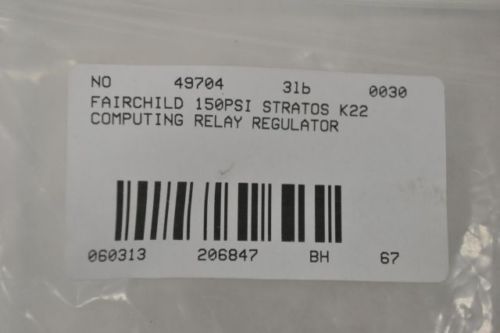 NO 49704 3lb 0030
FAIRCHILD 150PSI STRATOS K22
COMPUTING RELAY REGULATOR
060313 206847 BH 67